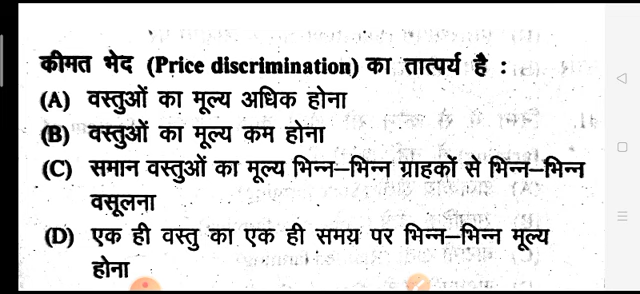 कीमत भेद (Price discrimination) का तात्पर्य है :
(A) वस्तुओं का मूल्य अधिक होना
(B) वस्तुओं का मूल्य कम होना
(C) समान वस्तुओं का मूल्य भिन्न–भिन्न ग्राहकों से भिन्न–भिन्न
वसूलना
(D) एक ही वस्तु का एक ही समय पर भिन्न–भिन्न मूल्य
होना